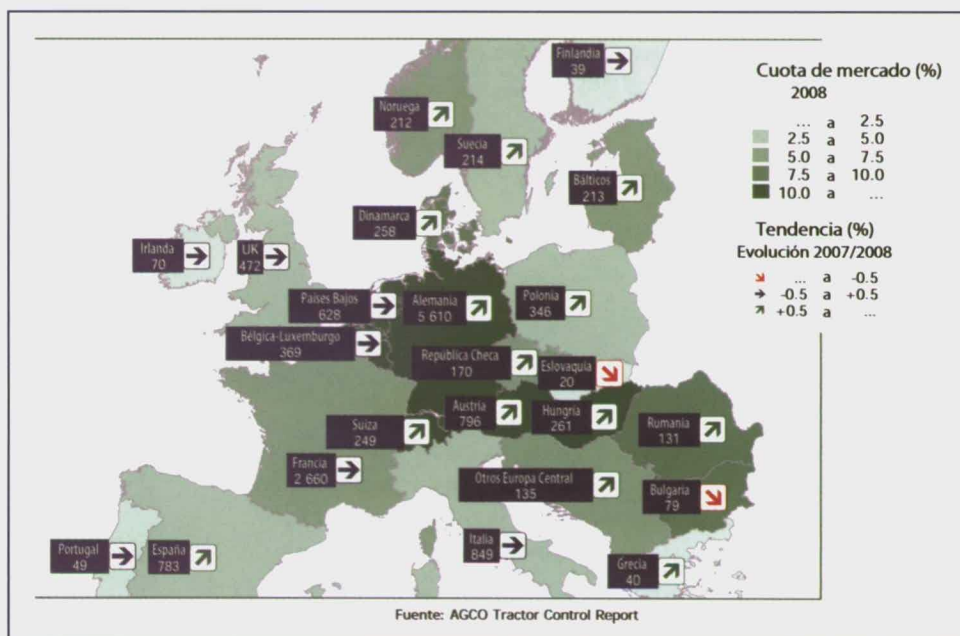 Finlandia
39
Noruega
212
Suecia
214
Bálticos
213
Dinamarca
258
Irlanda
70
UK
472
Países Bajos
628
Alemania
5 610
Polonia
346
Bélgica-Luxemburgo
369
República Checa
170
Eslovaquia
20
Austria
796
Hungría
261
Rumanía
131
Suiza
249
Francia
2 660
Otros Europa Central
135
Bulgaria
79
Portugal
49
España
783
Italia
849
Grecia
40
Cuota de mercado (%)
2008
... a 2.5
2.5 a 5.0
5.0 a 7.5
7.5 a 10.0
10.0 a ...
Tendencia (%)
Evolución 2007/2008
... a -0.5
-0.5 a +0.5
+0.5 a ...
Fuente: AGCO Tractor Control Report